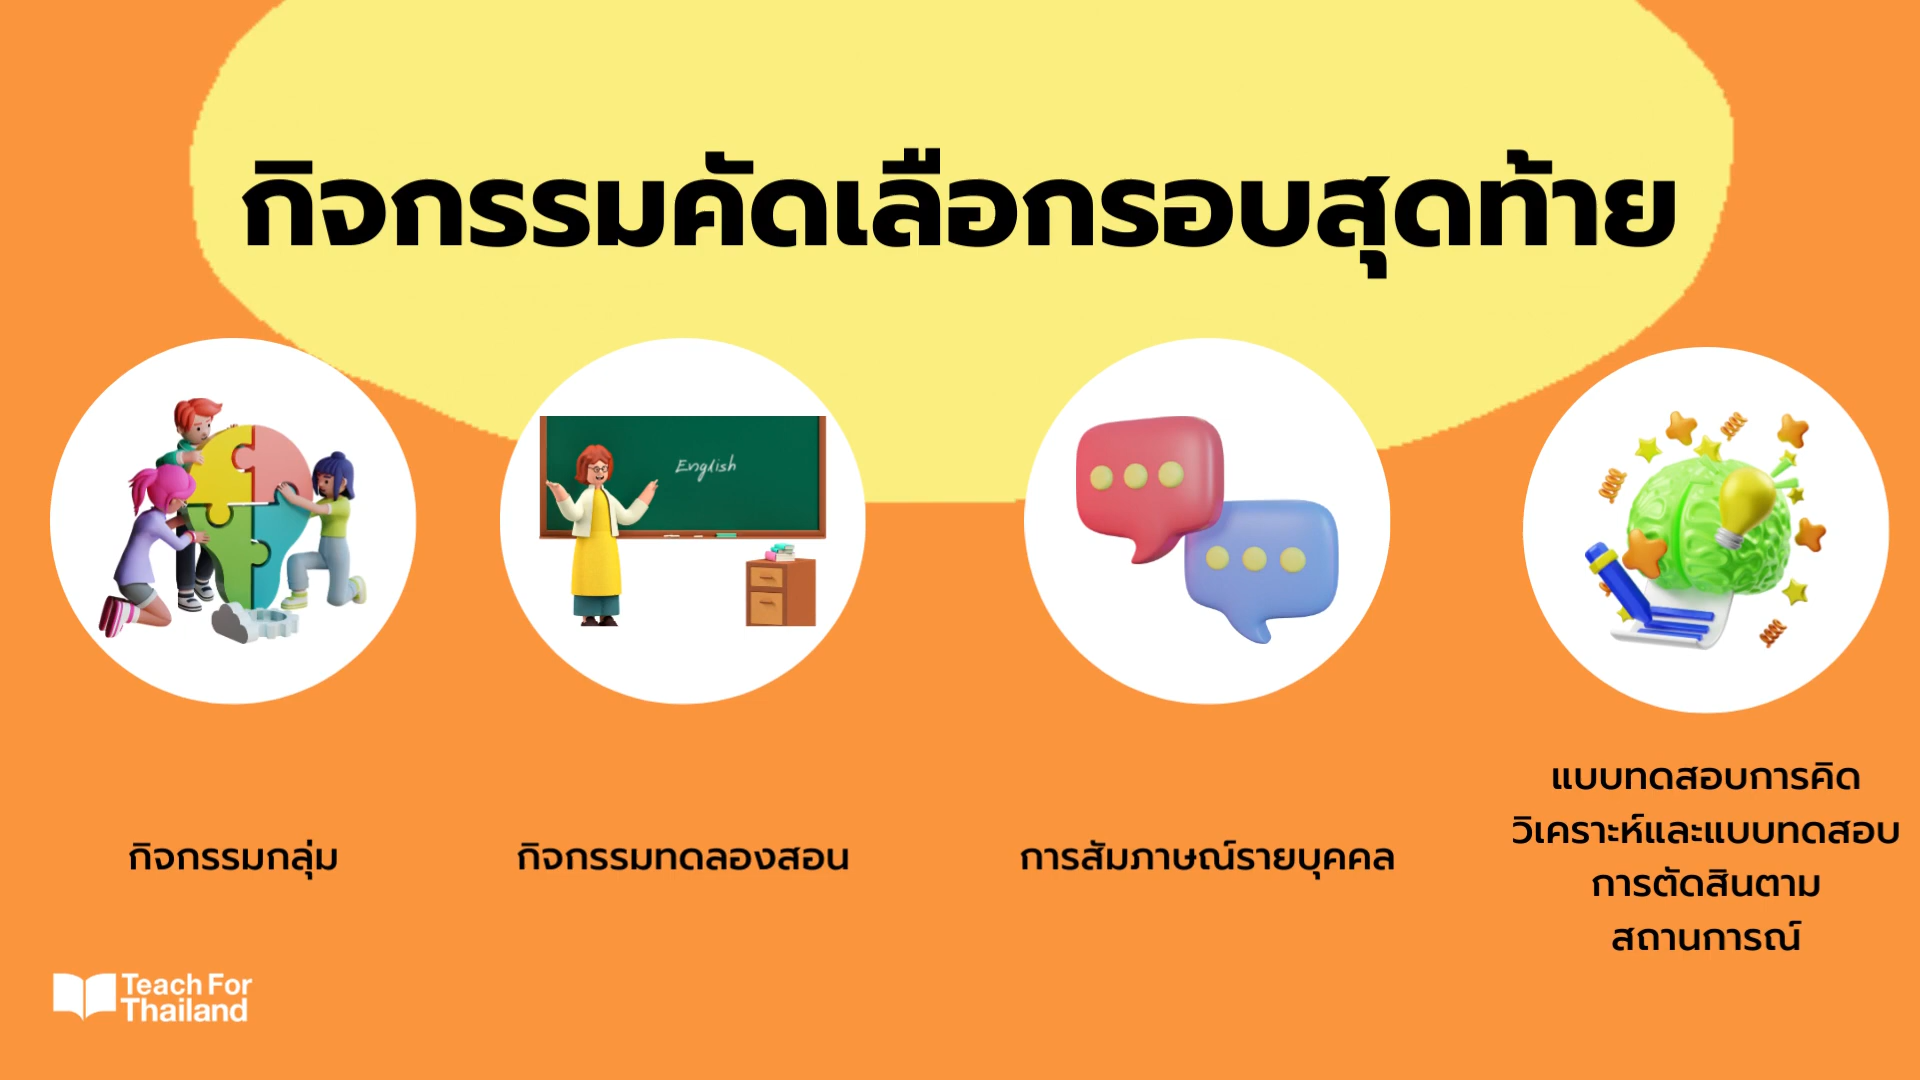 กิจกรรมคัดเลือกรอบสุดท้าย
English
กิจกรรมกลุ่ม
กิจกรรมทดลองสอน
การสัมภาษณ์รายบุคคล
แบบทดสอบการคิด
วิเคราะห์และแบบทดสอบ
การตัดสินตาม
สถานการณ์
Teach For
Thailand